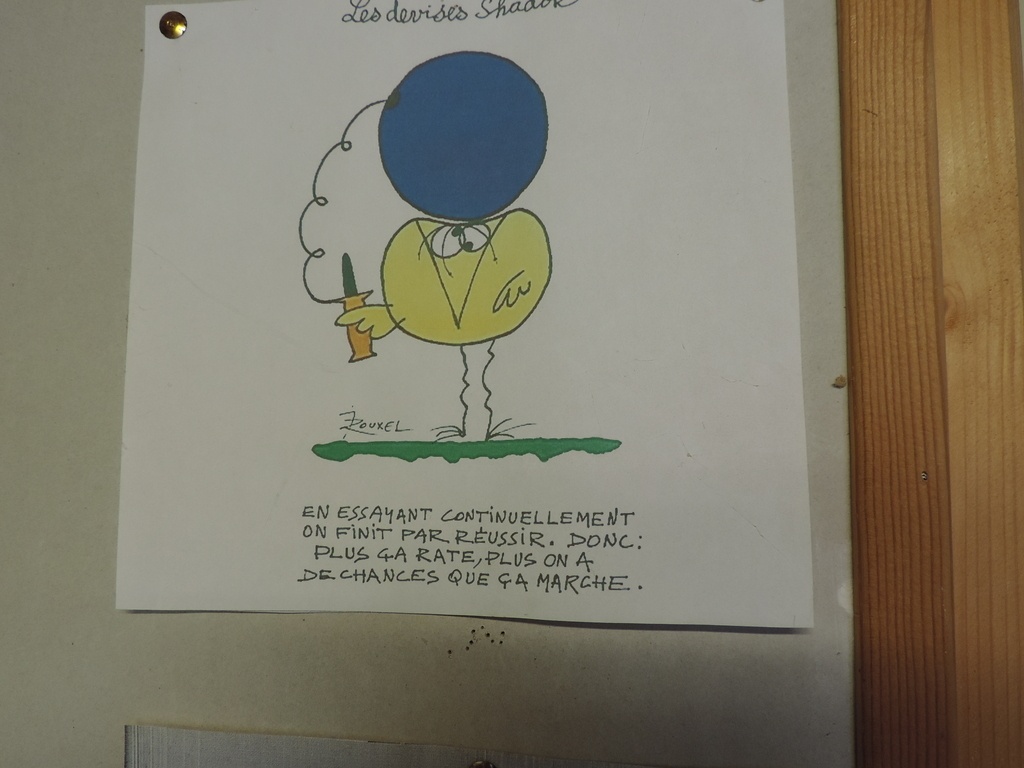 Les devises Shadok
J. ROUXEL
EN ESSAYANT CONTINUELLEMENT
ON FINIT PAR RÉUSSIR. DONC:
PLUS ÇA RATE, PLUS ON A
DE CHANCES QUE ÇA MARCHE.